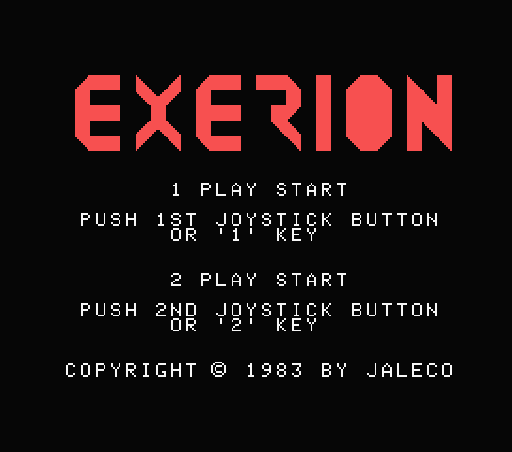 EXERION
1 PLAY START
PUSH 1ST JOYSTICK BUTTON
OR '1' KEY
2 PLAY START
PUSH 2ND JOYSTICK BUTTON
OR '2' KEY
COPYRIGHT © 1983 BY JALECO